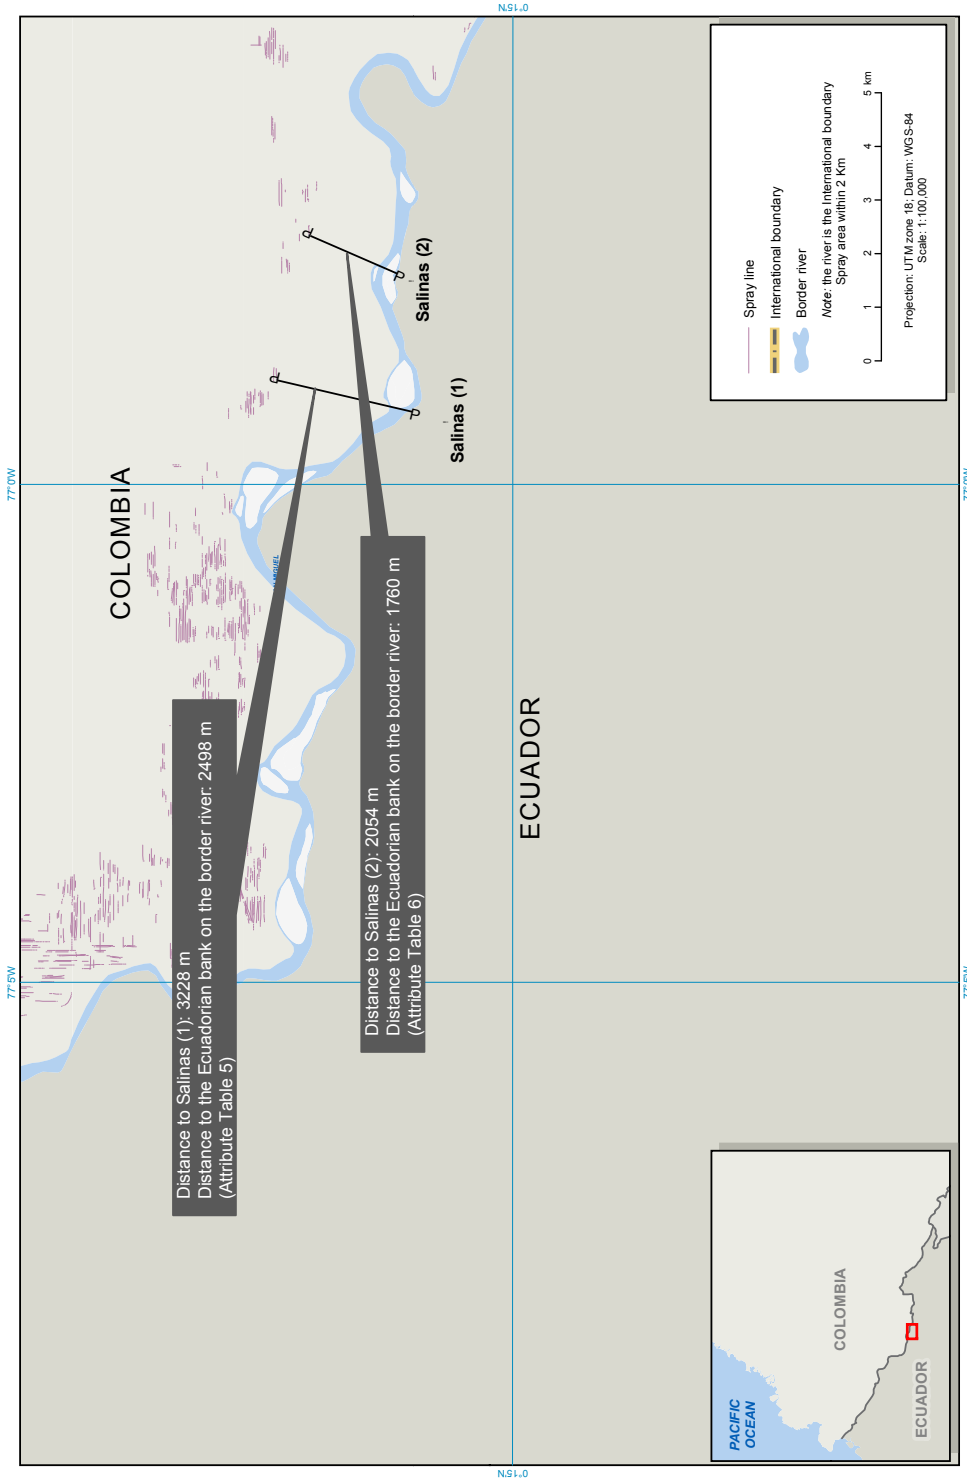 0°15'N
77°0'W
77°5'W
COLOMBIA
ECUADOR
Salinas (1)
Salinas (2)
Distance to Salinas (1): 3228 m
Distance to the Ecuadorian bank on the border river: 2498 m
(Attribute Table 5)
Distance to Salinas (2): 2054 m
Distance to the Ecuadorian bank on the border river: 1760 m
(Attribute Table 6)
Spray line
International boundary
Border river
Note: the river is the International boundary
Spray area within 2 Km
0 1 2 3 4 5 km
Projection: UTM zone 18; Datum: WGS-84
Scale: 1:100,000
PACIFIC
OCEAN
COLOMBIA
ECUADOR
0°15'N